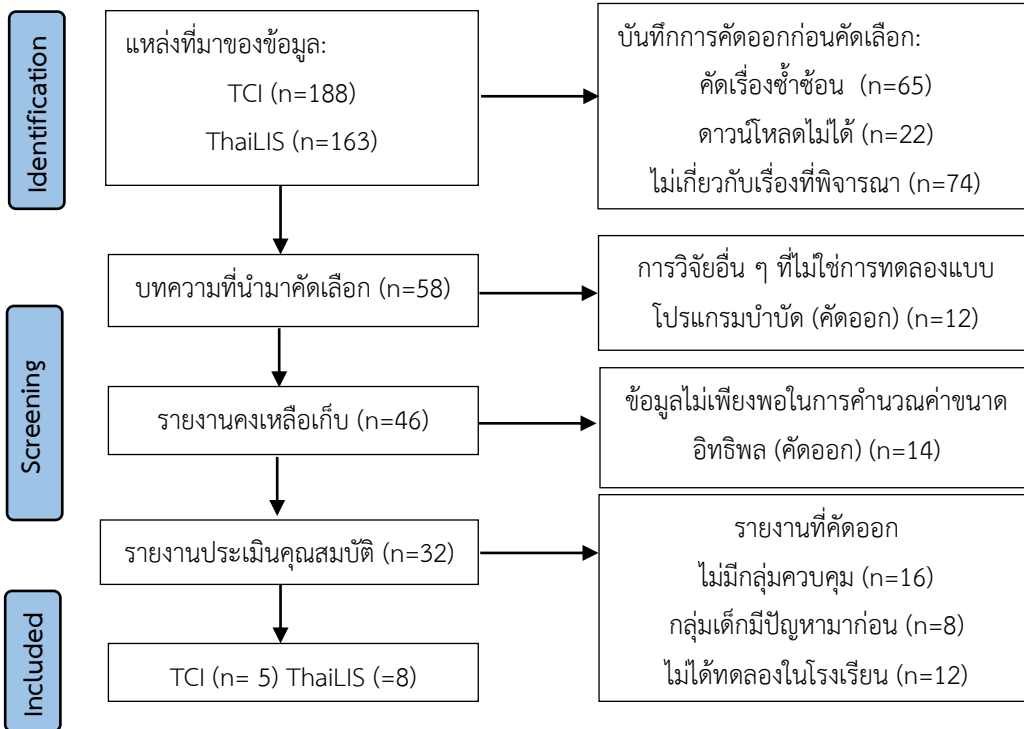 Identification
แหล่งที่มาของข้อมูล:
TCI (n=188)
ThaiLIS (n=163)
บันทึกการคัดออกก่อนคัดเลือก:
คัดเรื่องซ้ำซ้อน (n=65)
ดาวน์โหลดไม่ได้ (n=22)
ไม่เกี่ยวกับเรื่องที่พิจารณา (n=74)
Screening
บทความที่นำมาคัดเลือก (n=58)
การวิจัยอื่น ๆ ที่ไม่ใช่การทดลองแบบ
โปรแกรมบำบัด (คัดออก) (n=12)
รายงานคงเหลือเก็บ (n=46)
ข้อมูลไม่เพียงพอในการคำนวณค่าขนาด
อิทธิพล (คัดออก) (n=14)
รายงานประเมินคุณสมบัติ (n=32)
รายงานที่คัดออก
ไม่มีกลุ่มควบคุม (n=16)
กลุ่มเด็กมีปัญหามาก่อน (n=8)
ไม่ได้ทดลองในโรงเรียน (n=12)
Included
TCI (n= 5) ThaiLIS (=8)